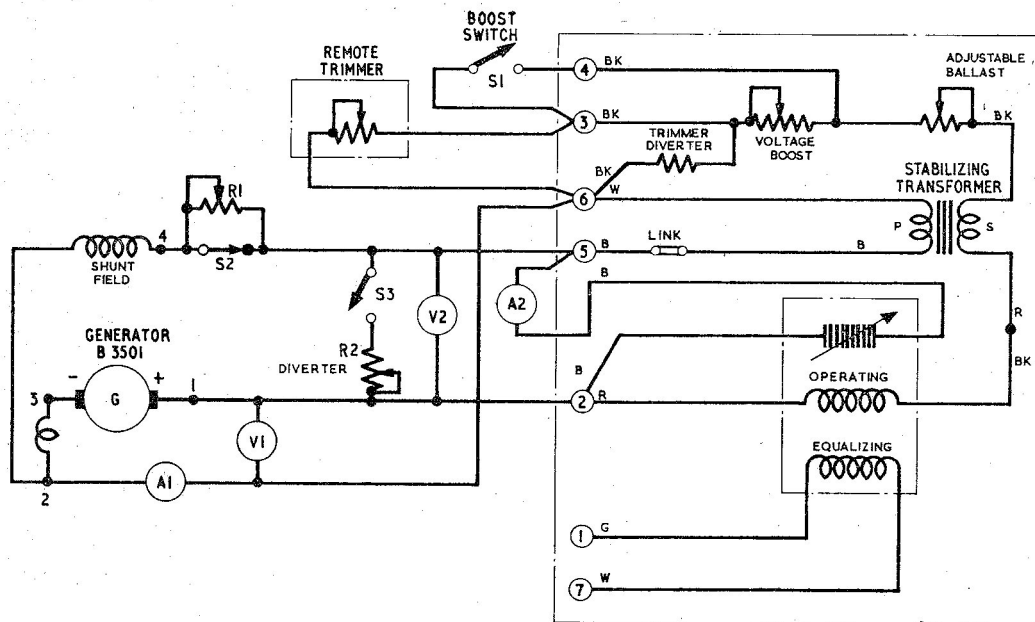 BOOST
SWITCH
S1
REMOTE
TRIMMER
4 BK
3 BK
ADJUSTABLE
BALLAST
BK
TRIMMER
DIVERTER
VOLTAGE
BOOST
BK
STABILIZING
TRANSFORMER
6 W
P S
R1
4
S2
SHUNT
FIELD
5 B
LINK
B
S3
V2
A2
B
R
BK
GENERATOR
B 3501
R2
DIVERTER
B
OPERATING
- +
G
3
1
2 R
V1
EQUALIZING
2
A1
1 G
7 W